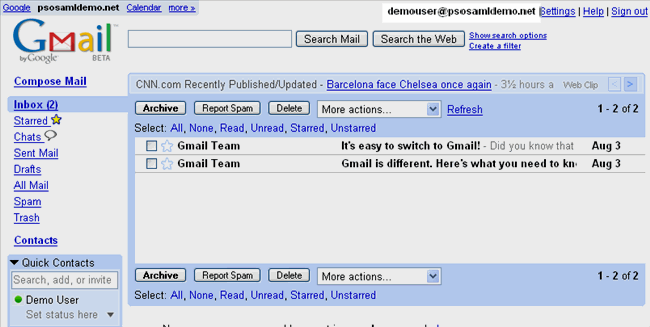 Google psosamldemo.net Calendar more »
demouser@psosamldemo.net | Settings | Help | Sign out
Gmail
by Google BETA
Search Mail Search the Web Show search options
Create a filter
Compose Mail
Inbox (2)
Starred
Chats
Sent Mail
Drafts
All Mail
Spam
Trash
Contacts
Quick Contacts
Search, add, or invite
Demo User
Set status here
CNN.com Recently Published/Updated - Barcelona face Chelsea once again - 3½ hours a Web Clip < >
Archive Report Spam Delete More actions... Refresh 1 - 2 of 2
Select: All, None, Read, Unread, Starred, Unstarred
Gmail Team It's easy to switch to Gmail! - Did you know that Aug 3
Gmail Team Gmail is different. Here's what you need to kn Aug 3
Archive Report Spam Delete More actions... 1 - 2 of 2
Select: All, None, Read, Unread, Starred, Unstarred